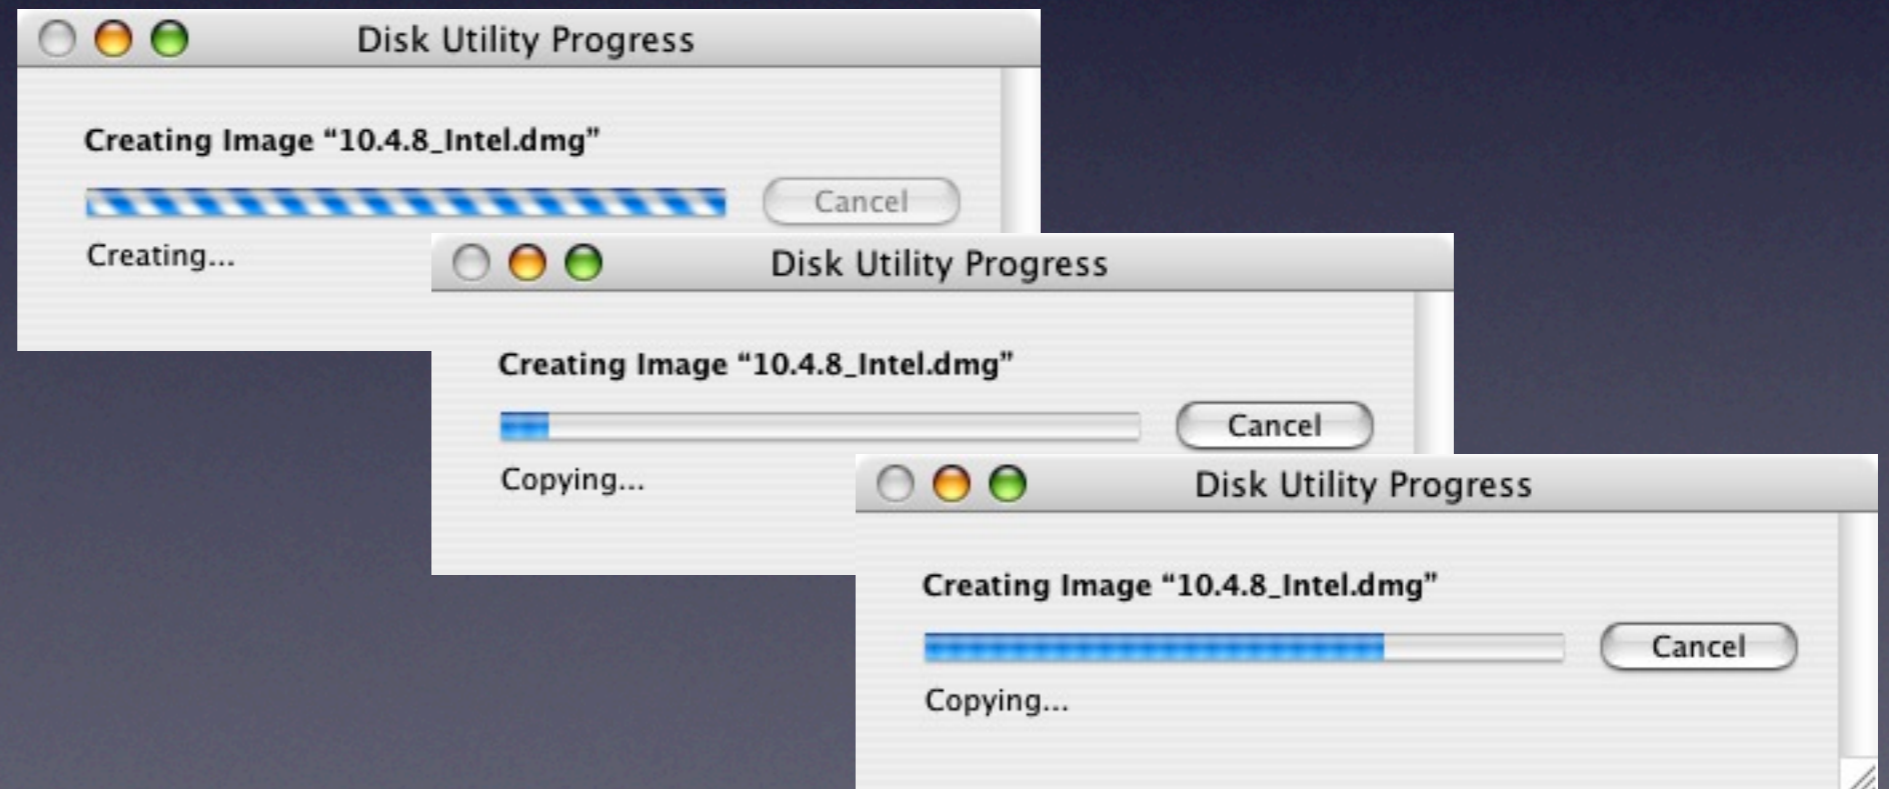 Disk Utility Progress
Creating Image “10.4.8_Intel.dmg”
Cancel
Creating...
Disk Utility Progress
Creating Image “10.4.8_Intel.dmg”
Cancel
Copying...
Disk Utility Progress
Creating Image “10.4.8_Intel.dmg”
Cancel
Copying...